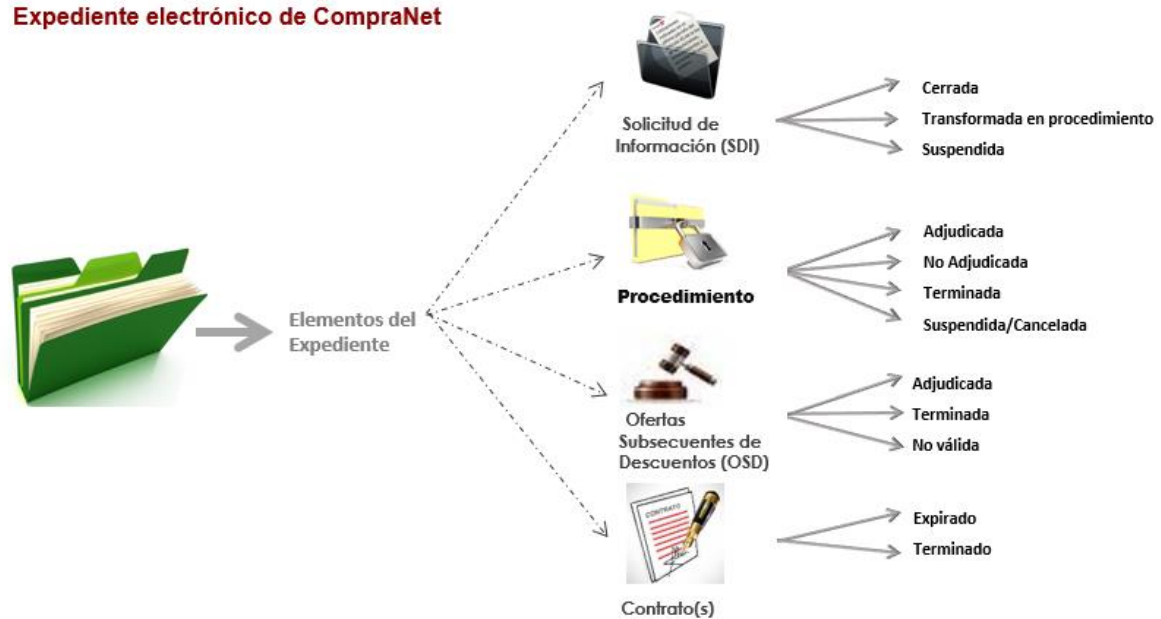 Expediente electrónico de CompraNet
Elementos del
Expediente
Solicitud de
Información (SDI)
Cerrada
Transformada en procedimiento
Suspendida
Procedimiento
Adjudicada
No Adjudicada
Terminada
Suspendida/Cancelada
Ofertas
Subsecuentes de
Descuentos (OSD)
Adjudicada
Terminada
No válida
CONTRATO
Contrato(s)
Expirado
Terminado